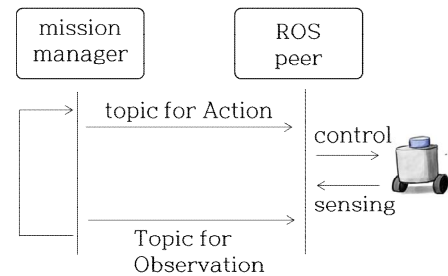 mission
manager
ROS
peer
topic for Action
control
sensing
Topic for
Observation